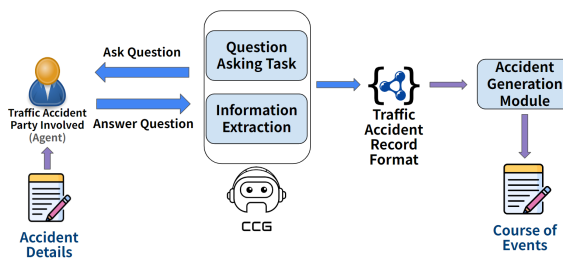 Ask Question
Answer Question
Traffic Accident
Party Involved
(Agent)
Accident
Details
Question
Asking Task
Information
Extraction
CCG
Traffic
Accident
Record
Format
Accident
Generation
Module
Course of
Events